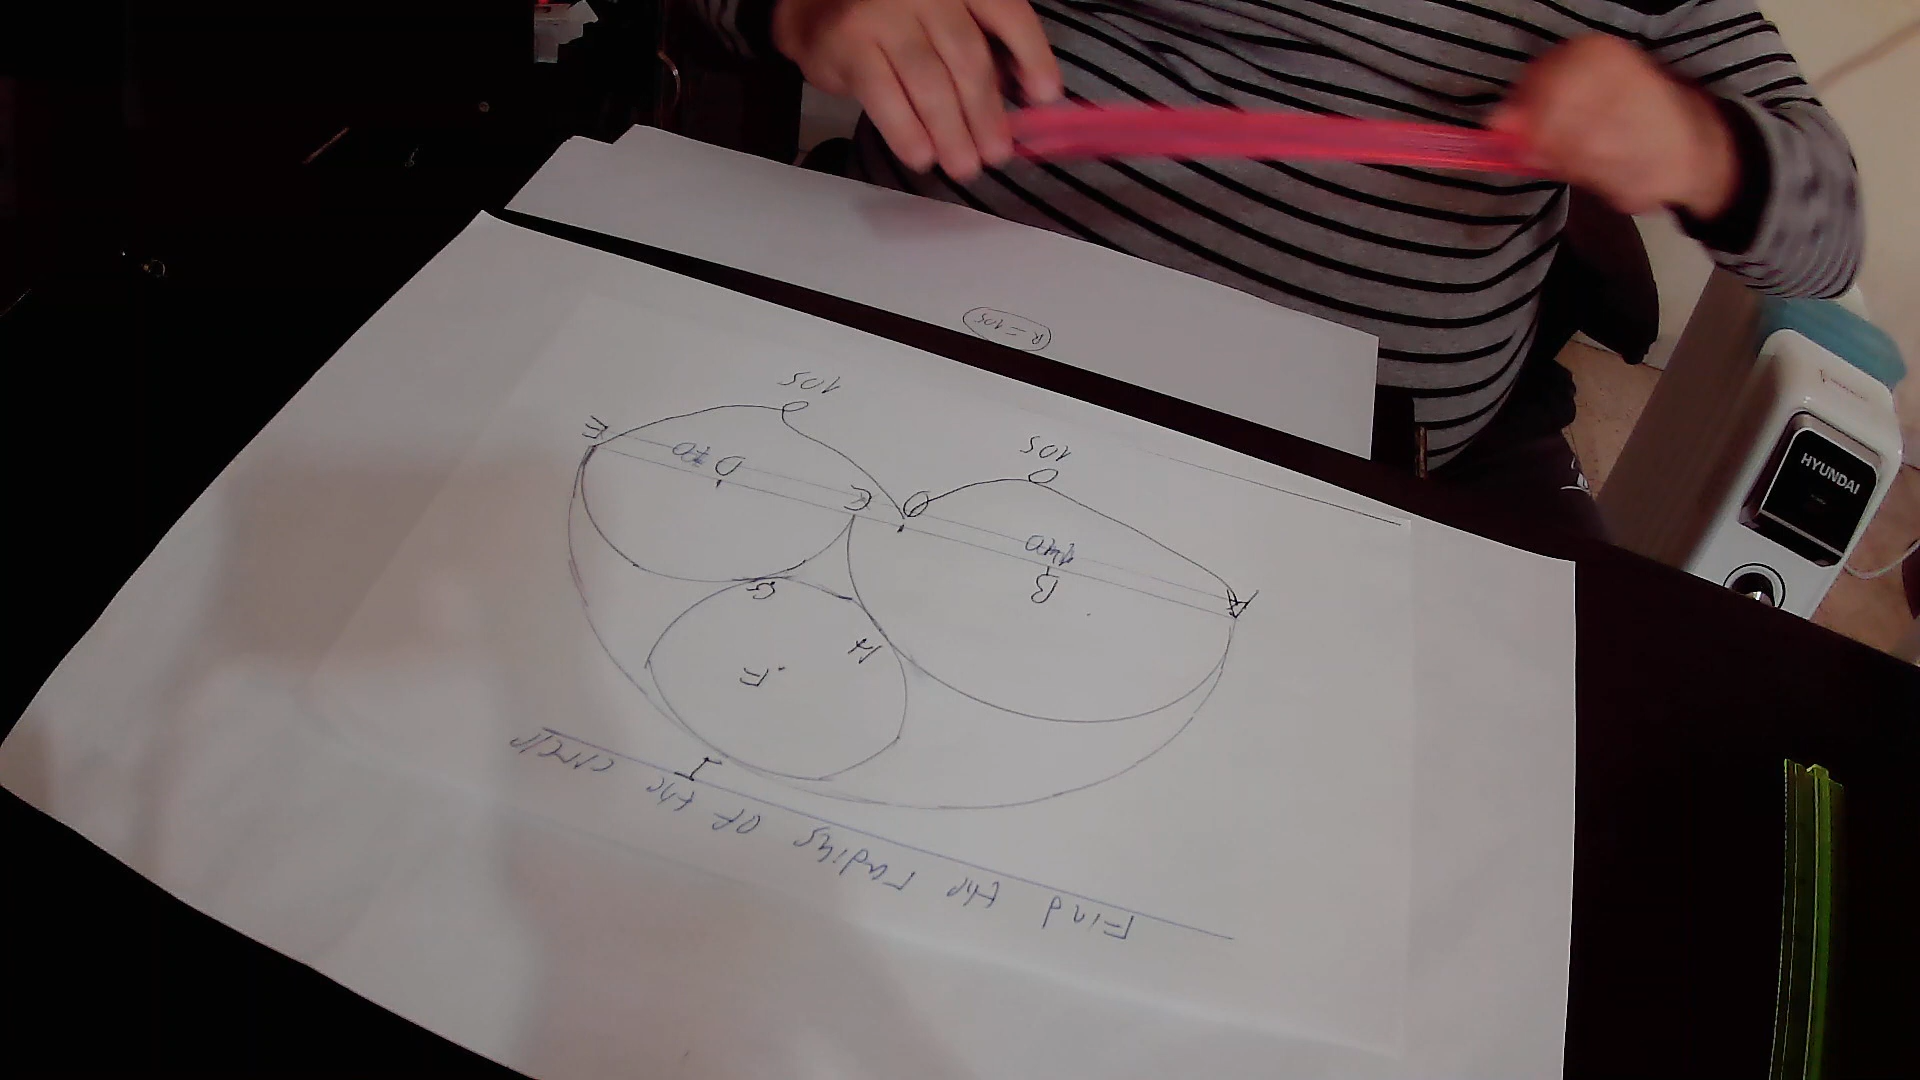 Find the radius of the circle
I
F
H
G
A
B
140
O
C
D
70
E
105
105
R=105
HYUNDAI